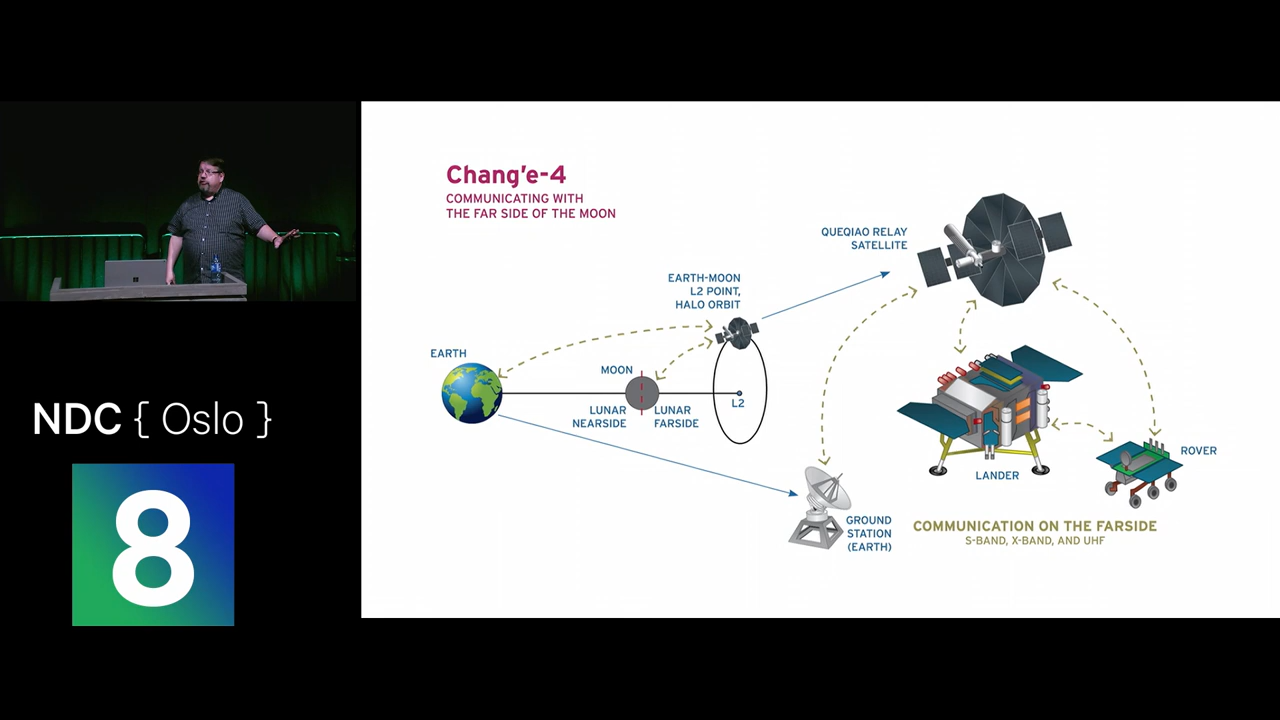 NDC { Oslo }
8
Chang'e-4
COMMUNICATING WITH
THE FAR SIDE OF THE MOON
QUEQIAO RELAY
SATELLITE
EARTH-MOON
L2 POINT,
HALO ORBIT
EARTH
MOON
LUNAR
NEARSIDE
LUNAR
FARSIDE
L2
LANDER
ROVER
GROUND
STATION
(EARTH)
COMMUNICATION ON THE FARSIDE
S-BAND, X-BAND, AND UHF